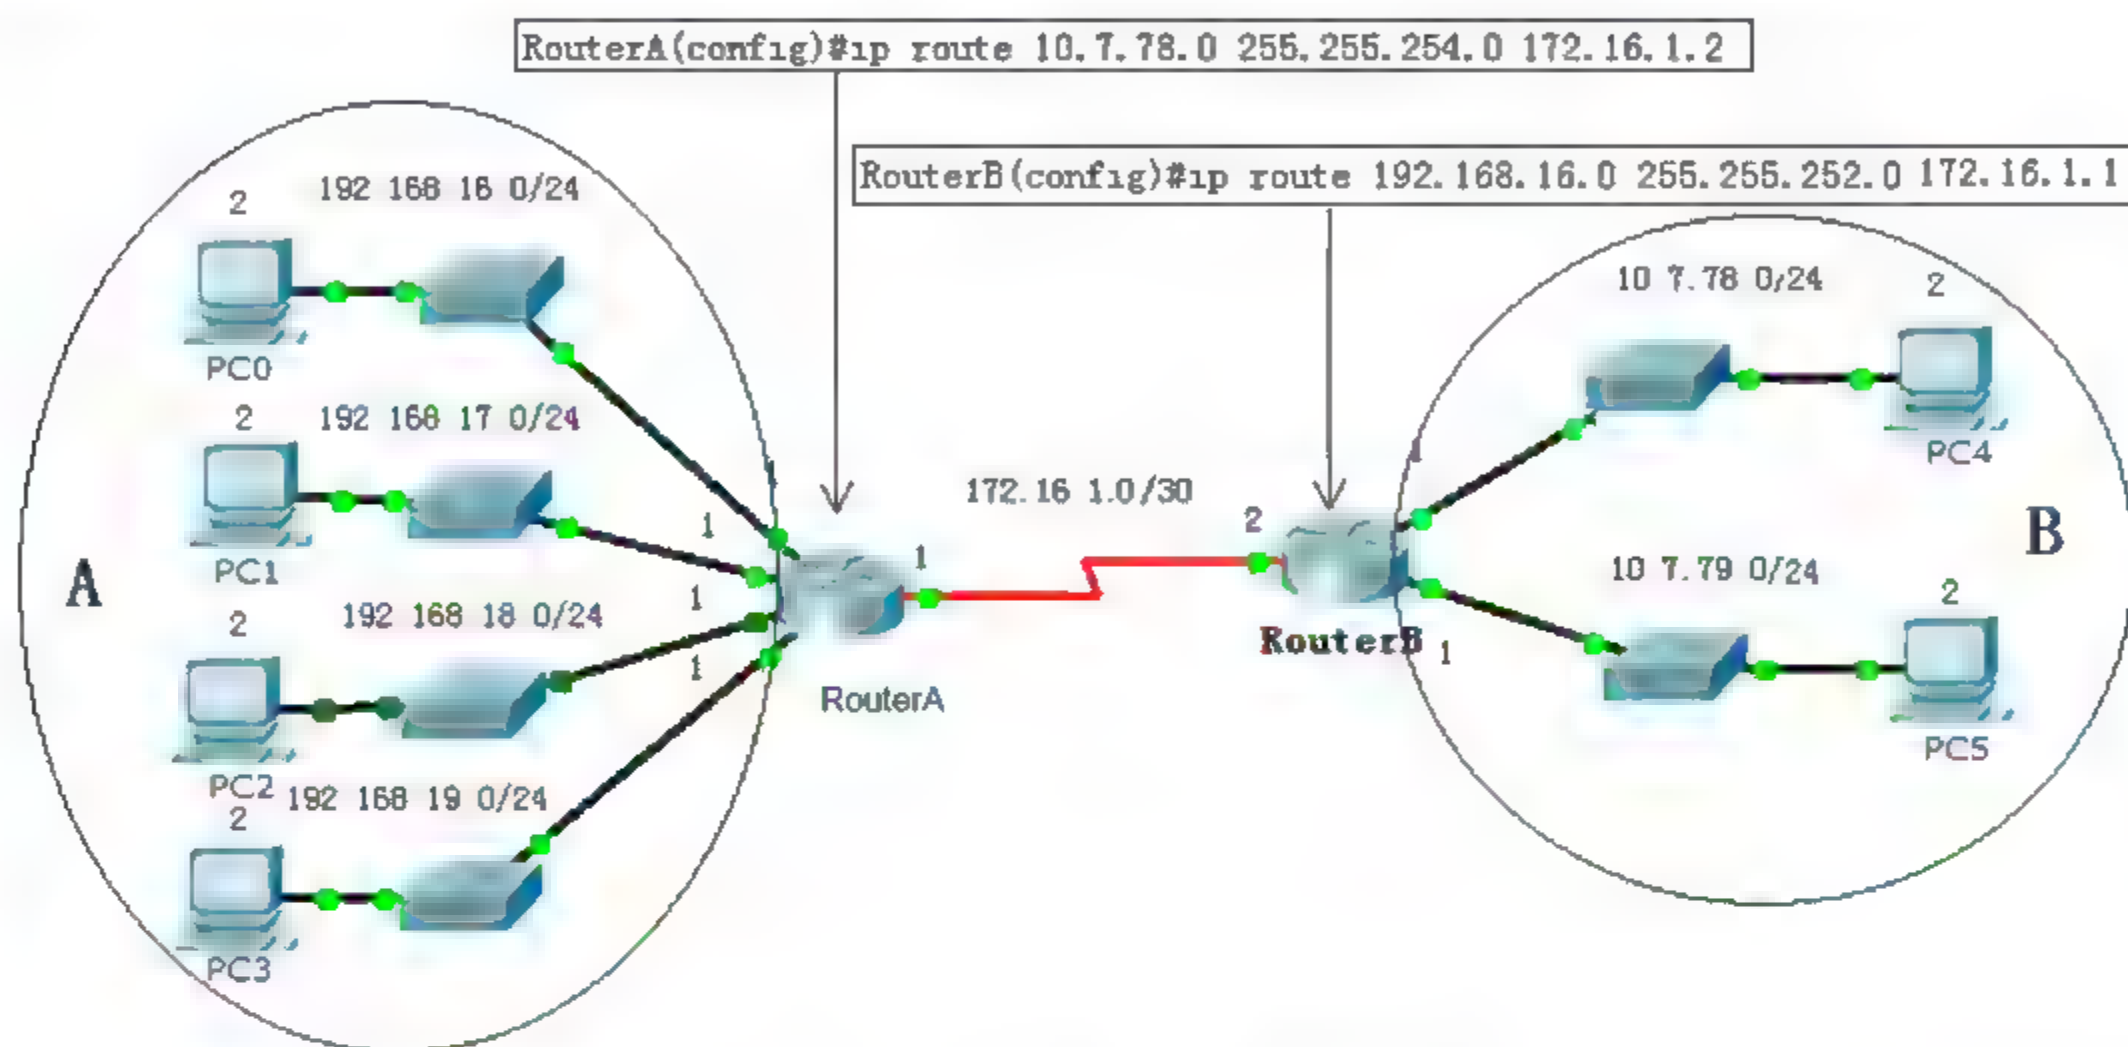 RouterA(config)#ip route 10.7.78.0 255.255.254.0 172.16.1.2
RouterB(config)#ip route 192.168.16.0 255.255.252.0 172.16.1.1
2
192 168 16 0/24
PC0
2
192 168 17 0/24
PC1
A
2
192 168 18 0/24
PC2
2
192 168 19 0/24
PC3
1
1
1
1
RouterA
172.16 1.0/30
2
RouterB
1
1
10 7.78 0/24
2
PC4
B
10 7.79 0/24
2
PC5